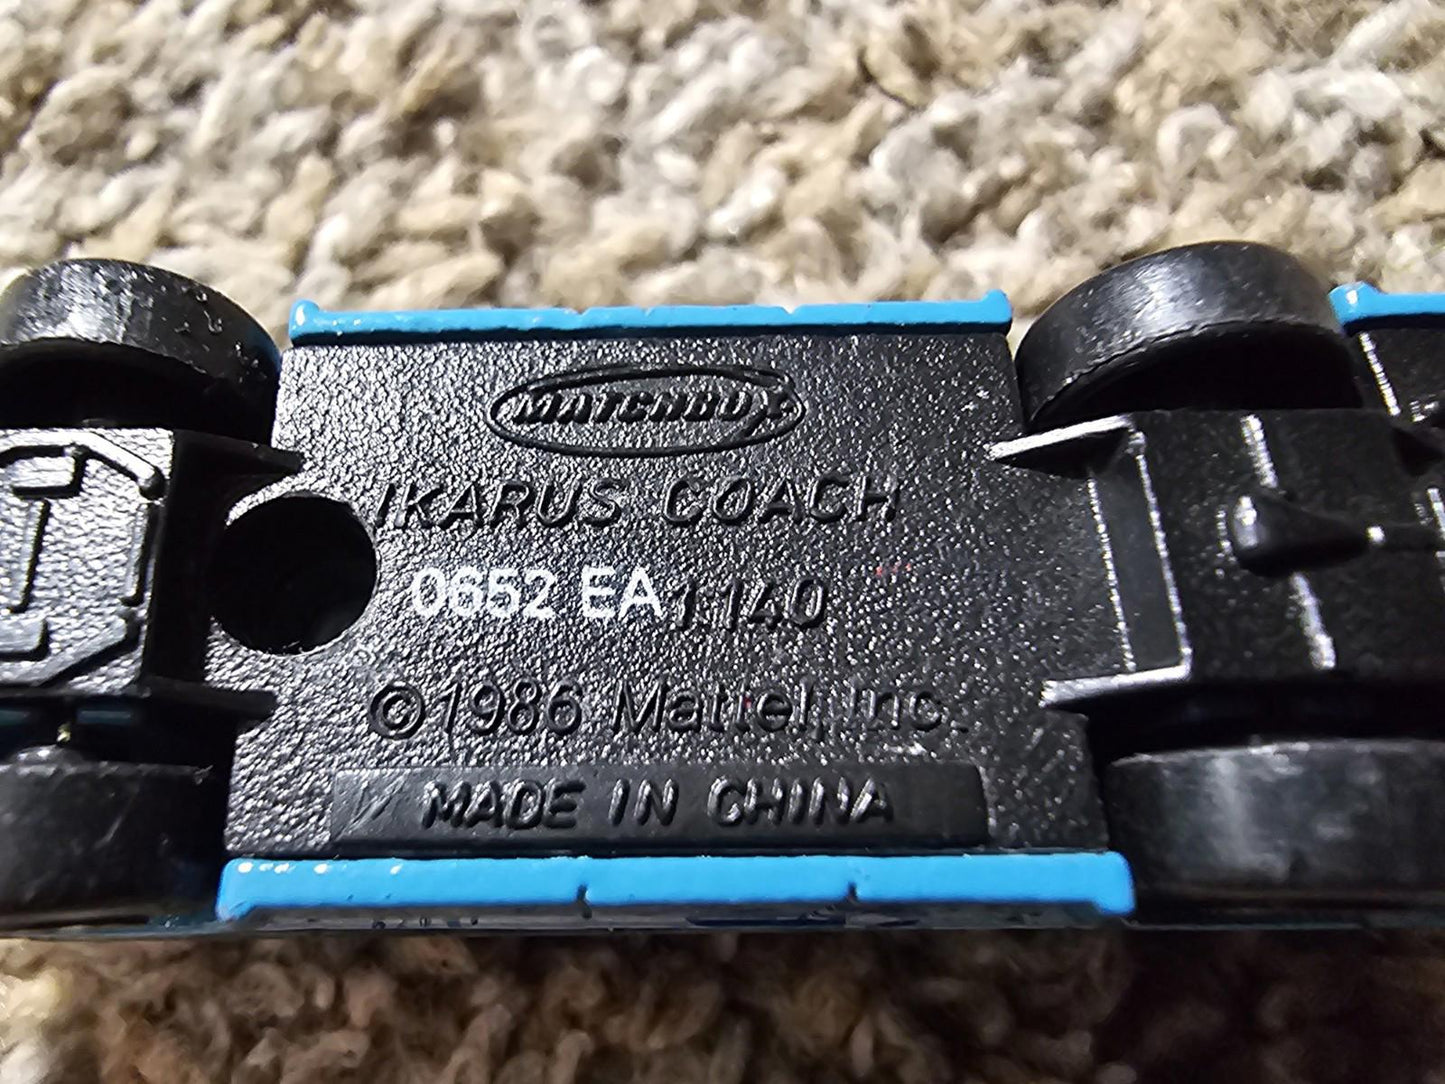 MATCHBOX
IKARUS COACH
0652 EA 1:140
©1986 Mattel, Inc.
MADE IN CHINA